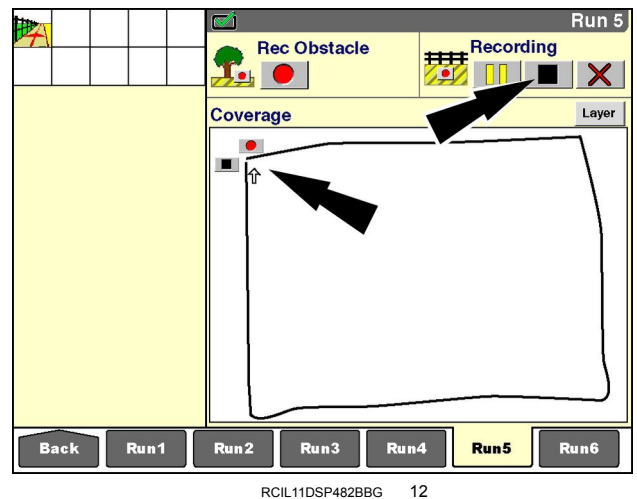 Run 5
Rec Obstacle
Recording
Coverage
Layer
Back
Run1
Run2
Run3
Run4
Run5
Run6
RCIL11DSP482BBG 12